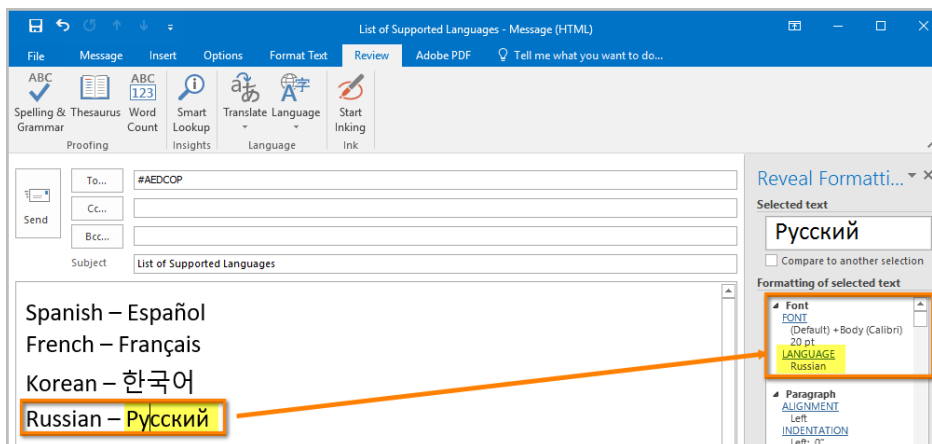 List of Supported Languages - Message (HTML)
File Message Insert Options Format Text Review Adobe PDF Tell me what you want to do...
ABC
ABC
123
Spelling & Grammar
Thesaurus
Word Count
Smart Lookup
Translate
Language
Start Inking
Proofing Insights Language Ink
Send
To... #AEDCOP
Cc...
Bcc...
Subject List of Supported Languages
Spanish – Español
French – Français
Korean – 한국어
Russian – Русский
Reveal Formatti...
Selected text
Русский
Compare to another selection
Formatting of selected text
Font
FONT
(Default) +Body (Calibri)
20 pt
LANGUAGE
Russian
Paragraph
ALIGNMENT
Left
INDENTATION
Left: 0"